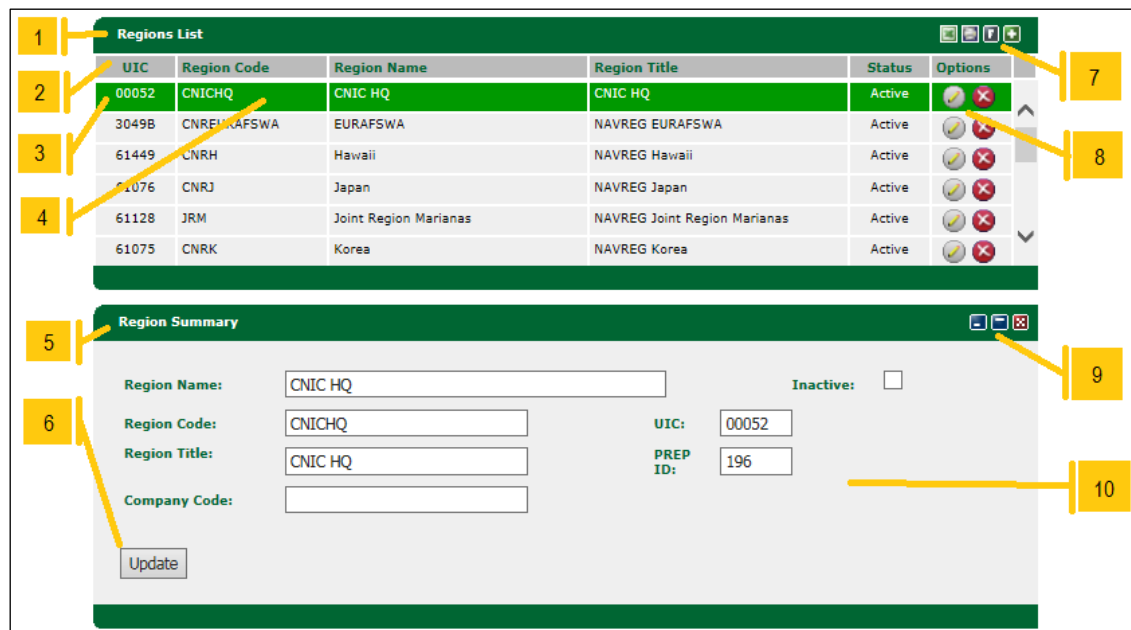 1
Regions List
7
2
UIC Region Code Region Name Region Title Status Options
3
00052 CNICHQ CNIC HQ CNIC HQ Active
3049B CNREURAFSWA EURAFSWA NAVREG EURAFSWA Active
8
61449 CNRH Hawaii NAVREG Hawaii Active
4
61076 CNRJ Japan NAVREG Japan Active
61128 JRM Joint Region Marianas NAVREG Joint Region Marianas Active
61075 CNRK Korea NAVREG Korea Active
5
Region Summary
9
Region Name: CNIC HQ Inactive:
6
Region Code: CNICHQ UIC: 00052
Region Title: CNIC HQ PREP ID: 196
10
Company Code:
Update